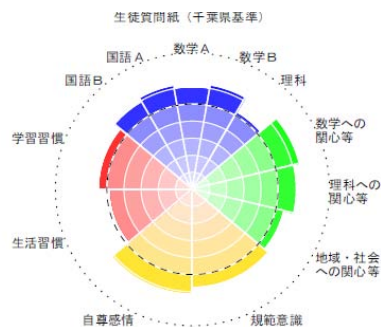 生徒質問紙（千葉県基準）
数学A
国語A
数学B
国語B
理科
学習習慣
数学への
関心等
理科への
関心等
生活習慣
地域・社会
への関心等
自尊感情
規範意識